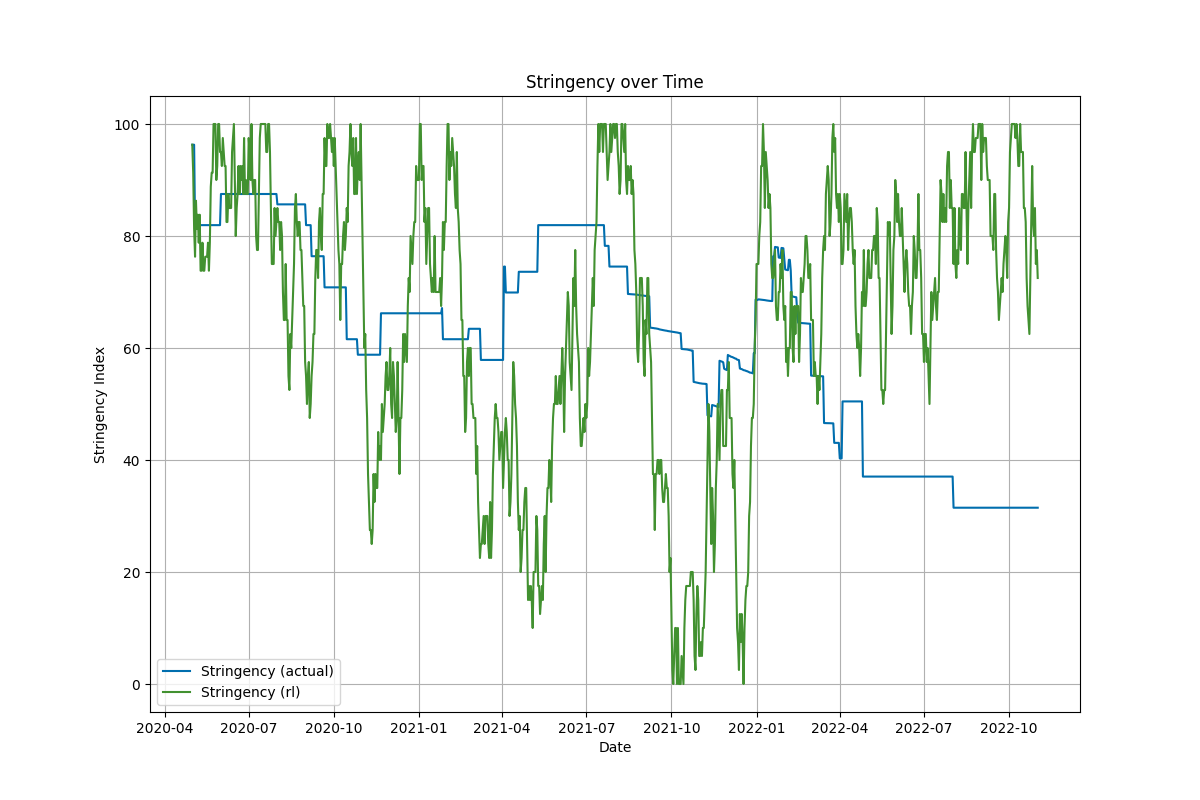 Stringency over Time
Stringency Index
100
80
60
40
20
0
Stringency (actual)
Stringency (rl)
2020-04 2020-07 2020-10 2021-01 2021-04 2021-07 2021-10 2022-01 2022-04 2022-07 2022-10
Date